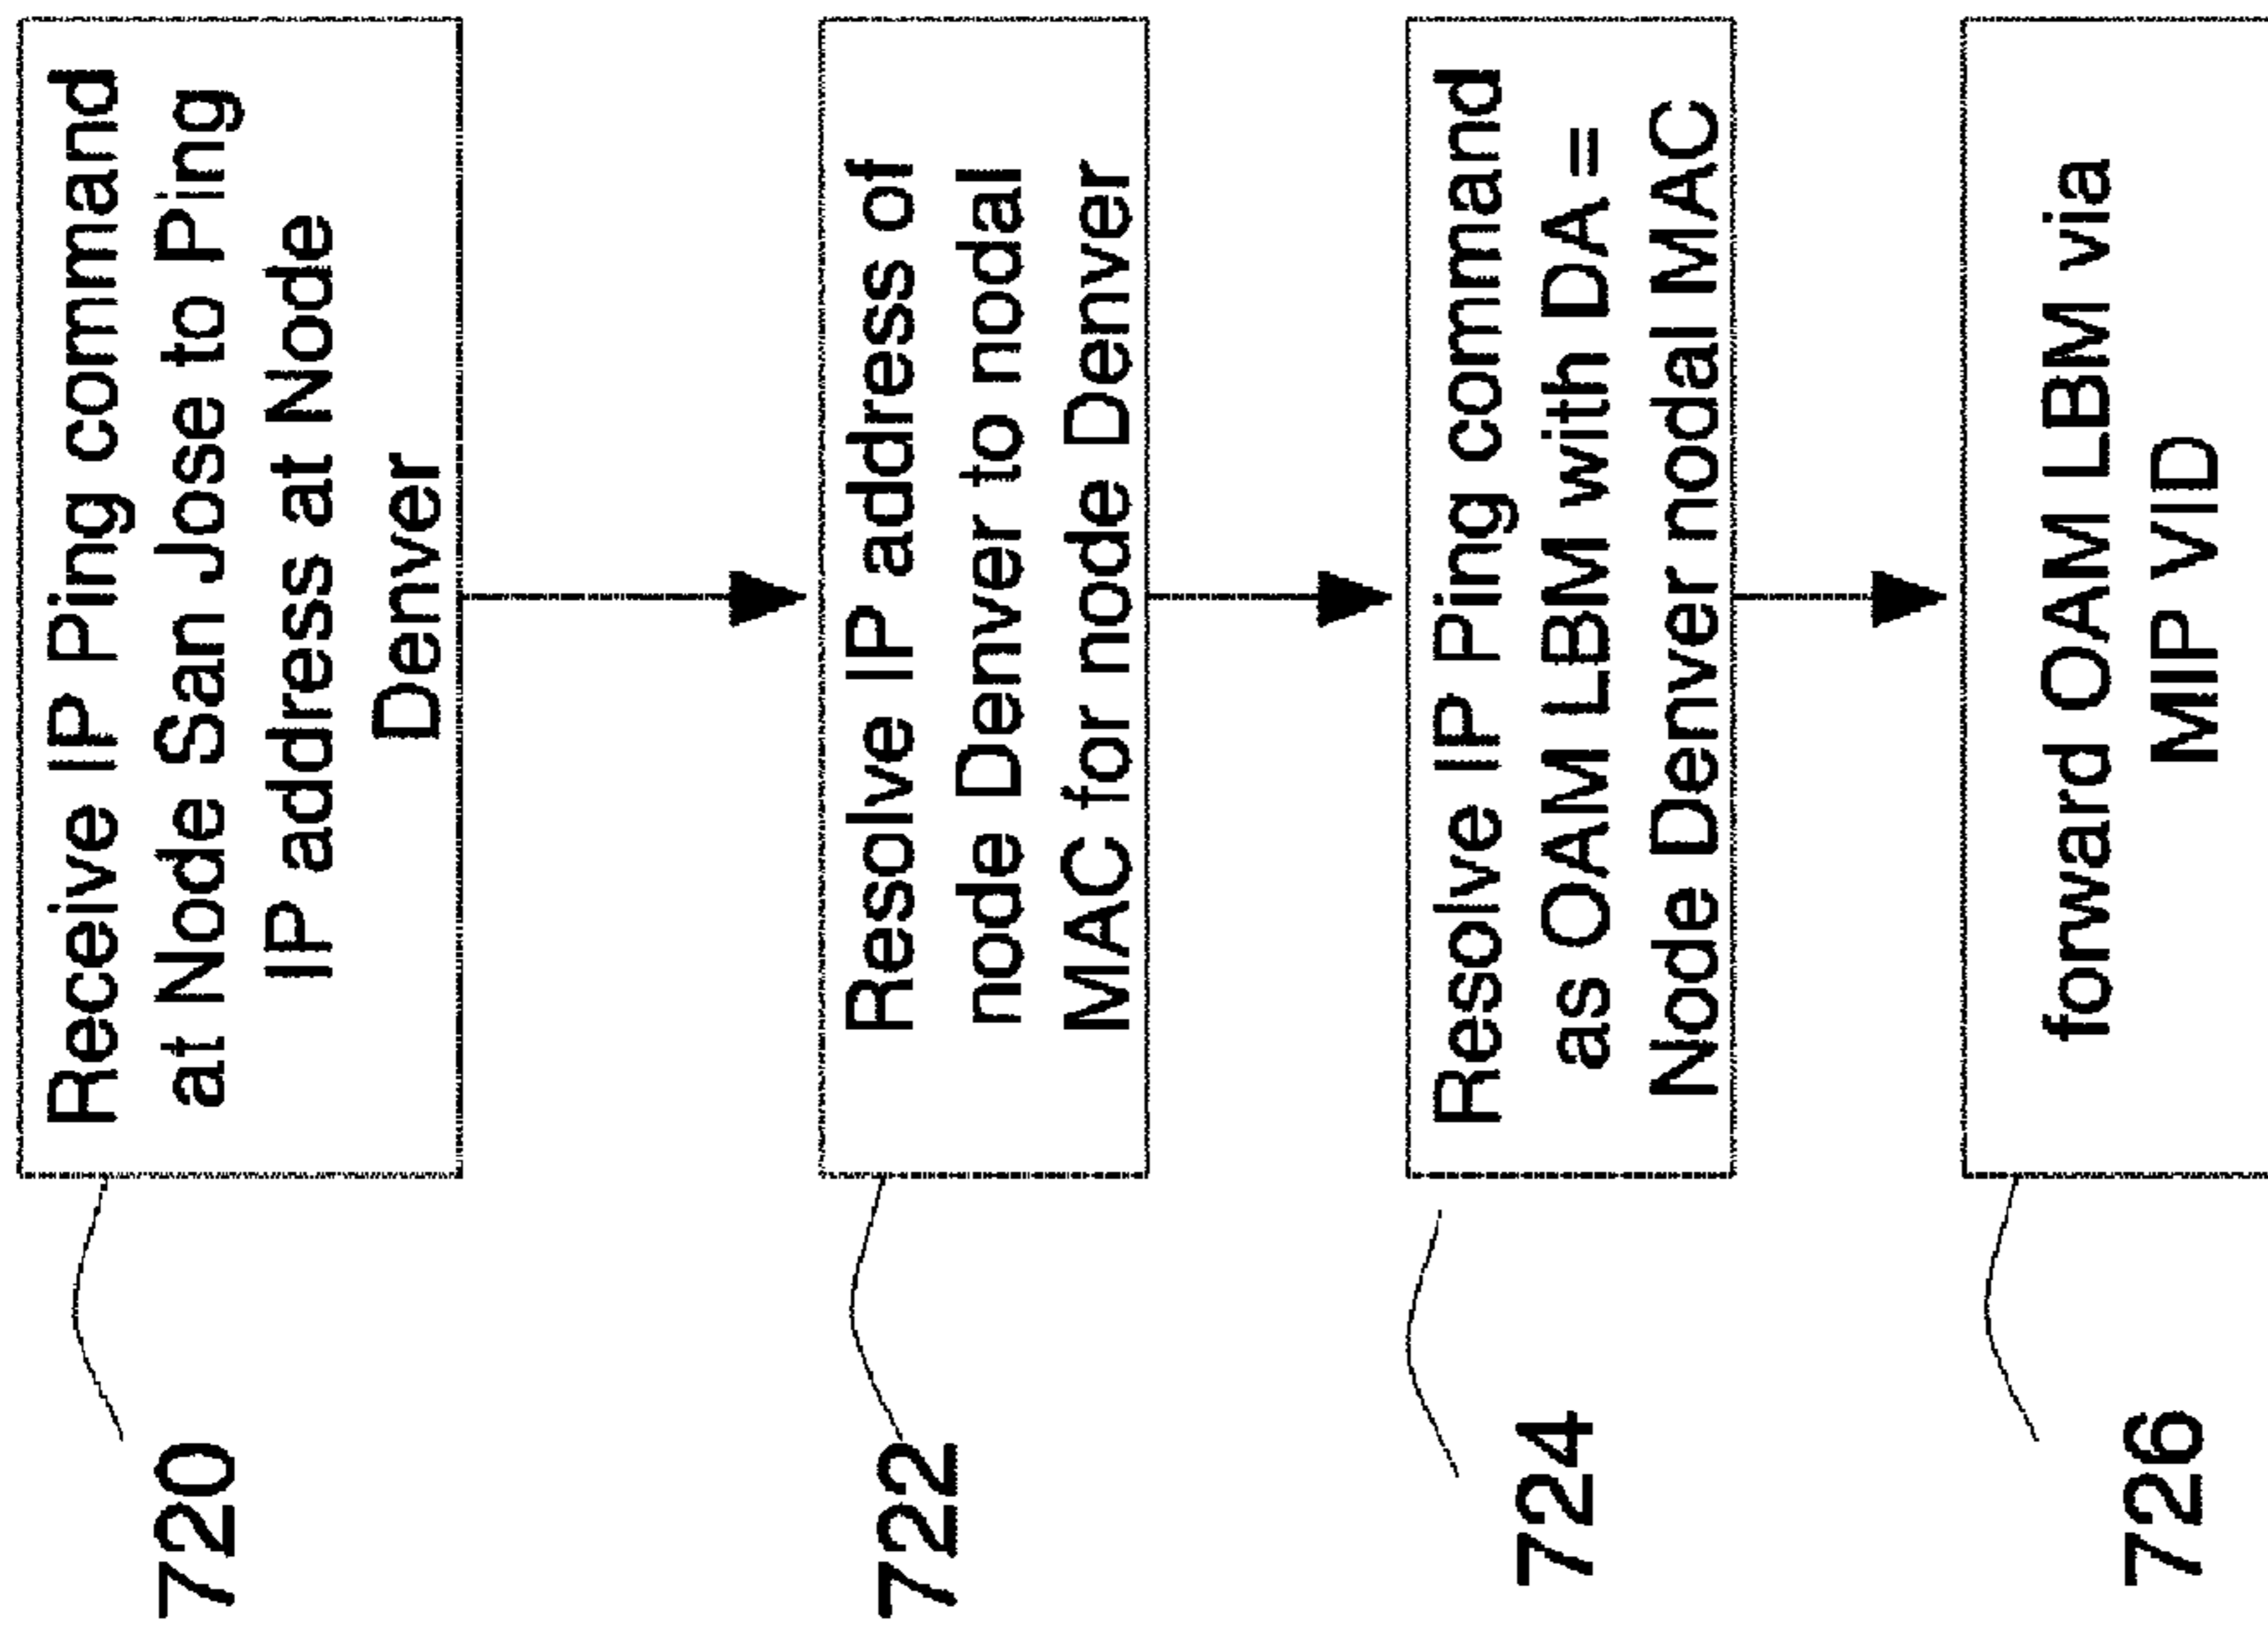 720
Receive IP Ping command
at Node San Jose to Ping
IP address at Node
Denver
722
Resolve IP address of
node Denver to nodal
MAC for node Denver
724
Resolve IP Ping command
as OAM LBM with DA =
Node Denver nodal MAC
726
forward OAM LBM via
MIP VID